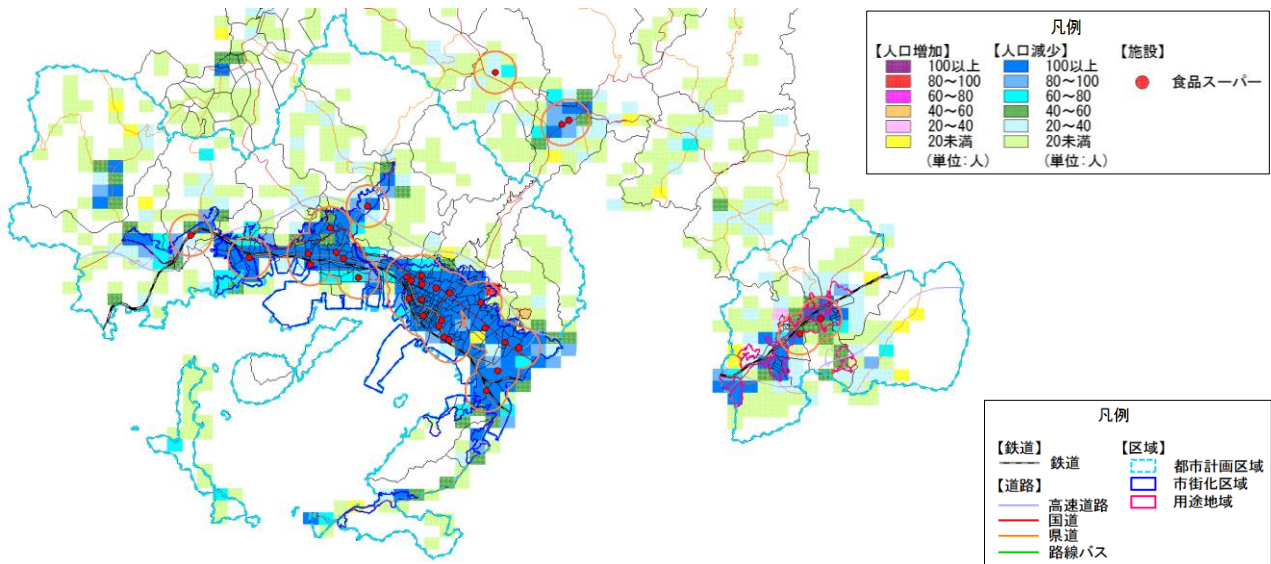 凡例
【人口増加】 【人口減少】 【施設】
100以上 100以上 食品スーパー
80～100 80～100
60～80 60～80
40～60 40～60
20～40 20～40
20未満 20未満
(単位：人) (単位：人)
凡例
【鉄道】 【区域】
鉄道 都市計画区域
【道路】 市街化区域
高速道路 用途地域
国道
県道
路線バス